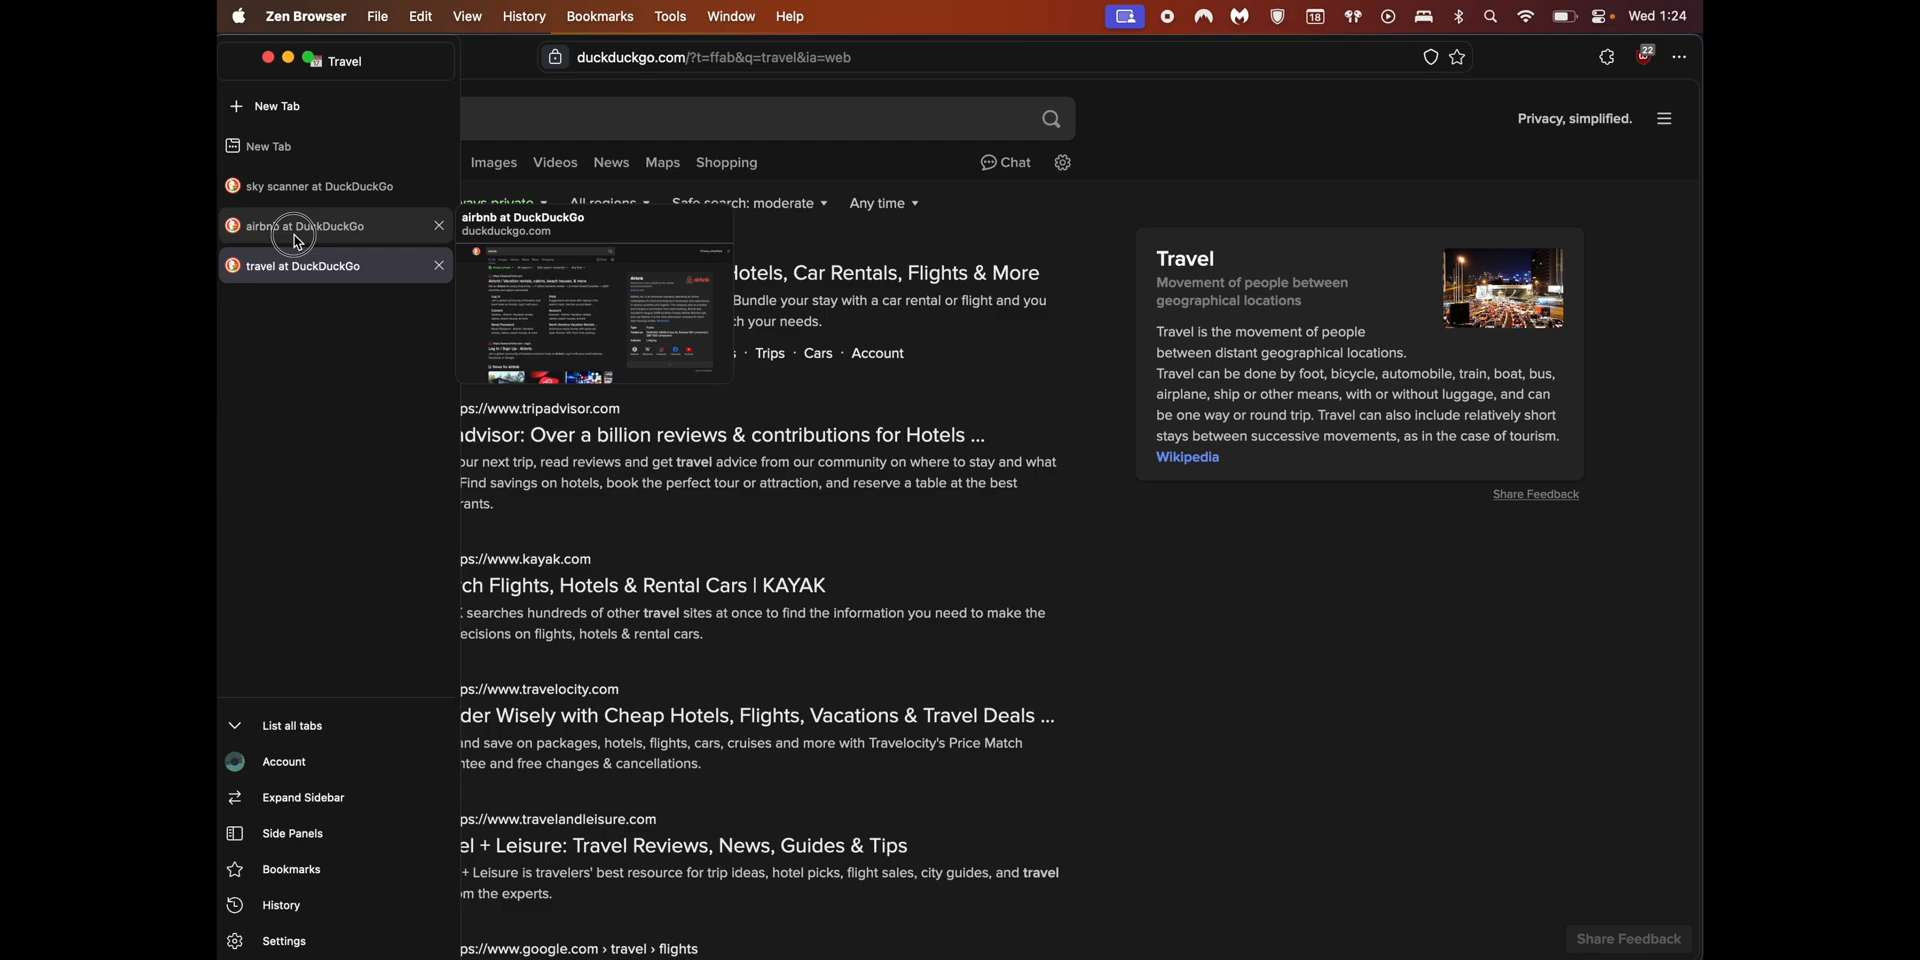 Zen Browser File Edit View History Bookmarks Tools Window Help 18 Wed 1:24
Travel
duckduckgo.com/?t=ffab&q=travel&ia=web
22
New Tab
New Tab
sky scanner at DuckDuckGo
airbnb at DuckDuckGo
travel at DuckDuckGo
Privacy, simplified.
Images Videos News Maps Shopping Chat
ways private All regions Safe search: moderate Any time
airbnb at DuckDuckGo
duckduckgo.com
Hotels, Car Rentals, Flights & More
Bundle your stay with a car rental or flight and you
ch your needs.
s · Trips · Cars · Account
ps://www.tripadvisor.com
advisor: Over a billion reviews & contributions for Hotels ...
our next trip, read reviews and get travel advice from our community on where to stay and what
Find savings on hotels, book the perfect tour or attraction, and reserve a table at the best
rants.
ps://www.kayak.com
rch Flights, Hotels & Rental Cars | KAYAK
K searches hundreds of other travel sites at once to find the information you need to make the
ecisions on flights, hotels & rental cars.
ps://www.travelocity.com
der Wisely with Cheap Hotels, Flights, Vacations & Travel Deals ...
and save on packages, hotels, flights, cars, cruises and more with Travelocity's Price Match
ntee and free changes & cancellations.
ps://www.travelandleisure.com
el + Leisure: Travel Reviews, News, Guides & Tips
+ Leisure is travelers' best resource for trip ideas, hotel picks, flight sales, city guides, and travel
om the experts.
ps://www.google.com › travel › flights
Travel
Movement of people between
geographical locations
Travel is the movement of people
between distant geographical locations.
Travel can be done by foot, bicycle, automobile, train, boat, bus,
airplane, ship or other means, with or without luggage, and can
be one way or round trip. Travel can also include relatively short
stays between successive movements, as in the case of tourism.
Wikipedia
Share Feedback
List all tabs
Account
Expand Sidebar
Side Panels
Bookmarks
History
Settings
Share Feedback